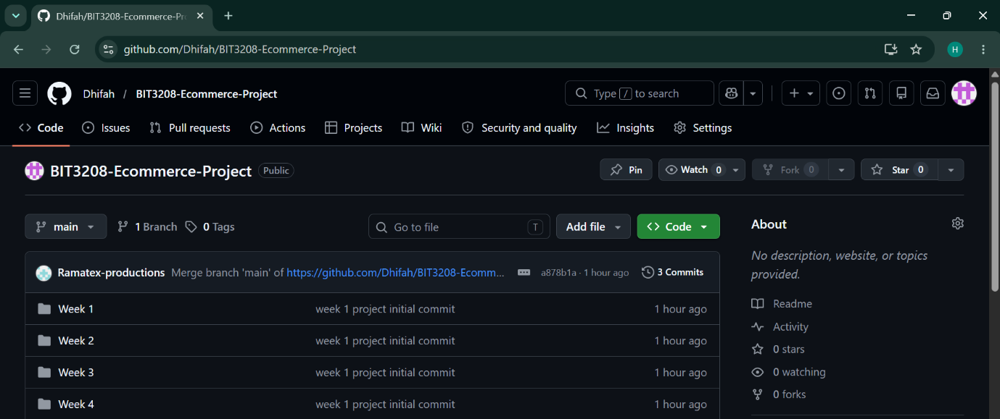 Dhifah/BIT3208-Ecommerce-Pr
github.com/Dhifah/BIT3208-Ecommerce-Project
H
Dhifah / BIT3208-Ecommerce-Project
Type / to search
Code Issues Pull requests Actions Projects Wiki Security and quality Insights Settings
BIT3208-Ecommerce-Project Public
Pin Watch 0 Fork 0 Star 0
main 1 Branch 0 Tags Go to file T Add file Code
About
No description, website, or topics
provided.
Ramatex-productions Merge branch 'main' of https://github.com/Dhifah/BIT3208-Ecomm... a878b1a · 1 hour ago 3 Commits
Week 1 week 1 project initial commit 1 hour ago
Week 2 week 1 project initial commit 1 hour ago
Week 3 week 1 project initial commit 1 hour ago
Week 4 week 1 project initial commit 1 hour ago
Readme
Activity
0 stars
0 watching
0 forks